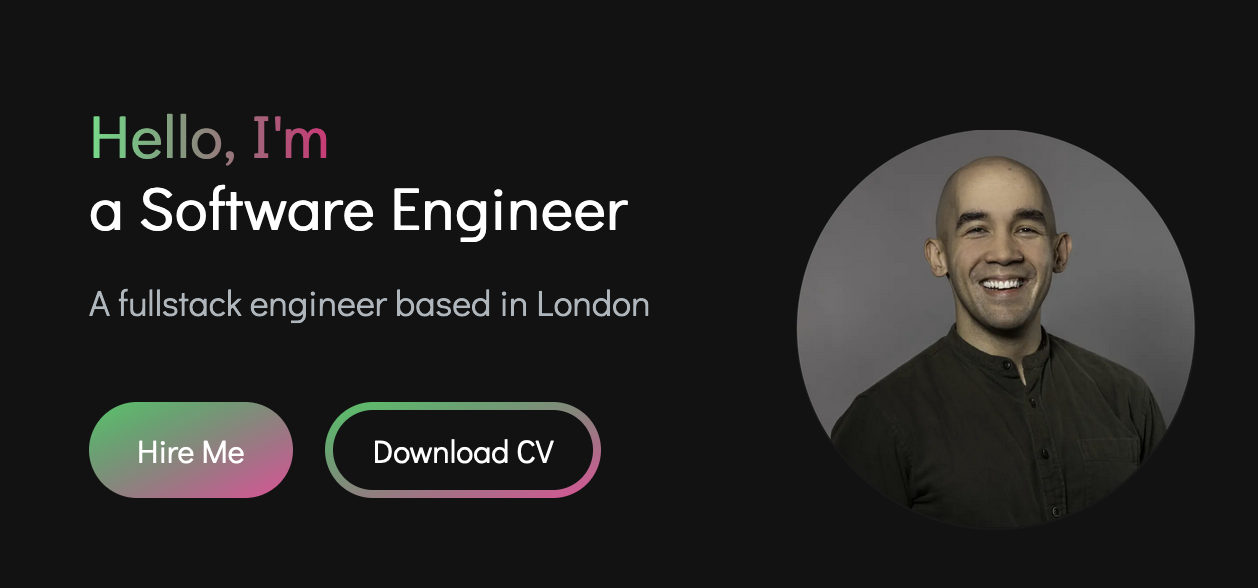 Hello, I'm
a Software Engineer
A fullstack engineer based in London
Hire Me
Download CV